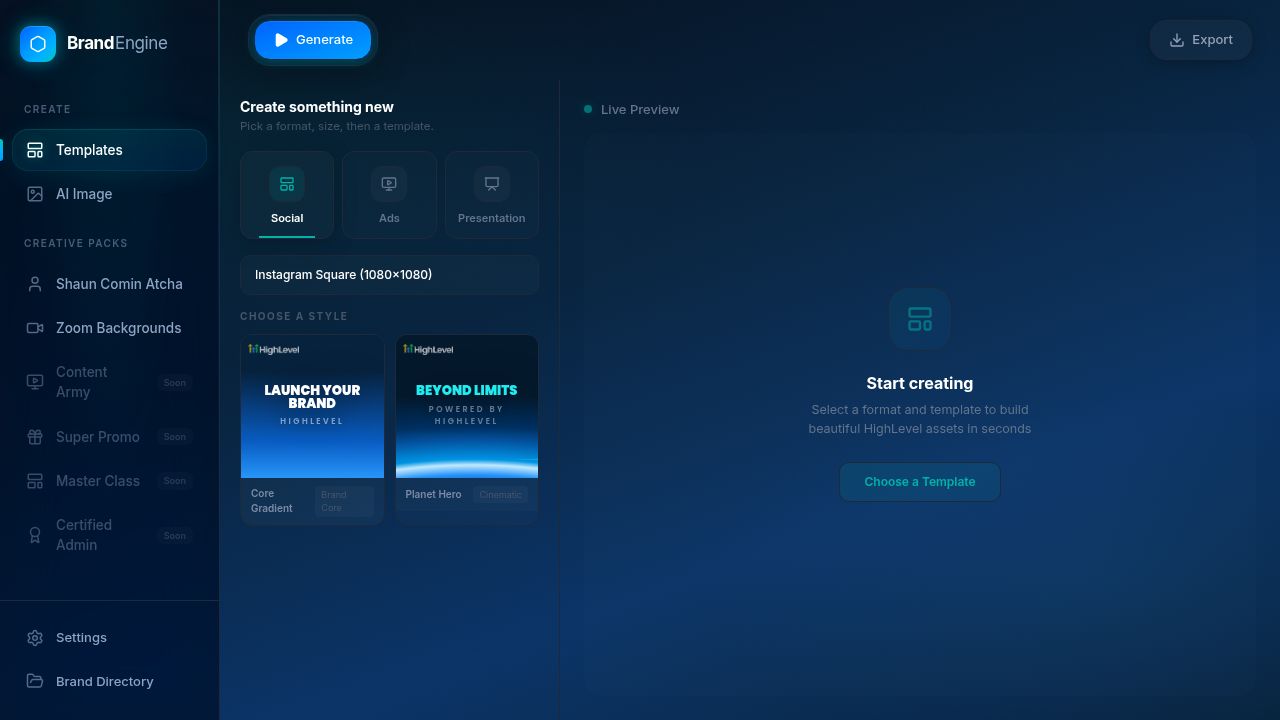 BrandEngine
Generate
Export
CREATE
Templates
AI Image
CREATIVE PACKS
Shaun Comin Atcha
Zoom Backgrounds
Content
Army
Soon
Super Promo
Soon
Master Class
Soon
Certified
Admin
Soon
Settings
Brand Directory
Create something new
Pick a format, size, then a template.
Social
Ads
Presentation
Instagram Square (1080×1080)
CHOOSE A STYLE
HighLevel
LAUNCH YOUR
BRAND
HIGHLEVEL
Core
Gradient
Brand
Core
HighLevel
BEYOND LIMITS
POWERED BY
HIGHLEVEL
Planet Hero
Cinematic
Live Preview
Start creating
Select a format and template to build
beautiful HighLevel assets in seconds
Choose a Template